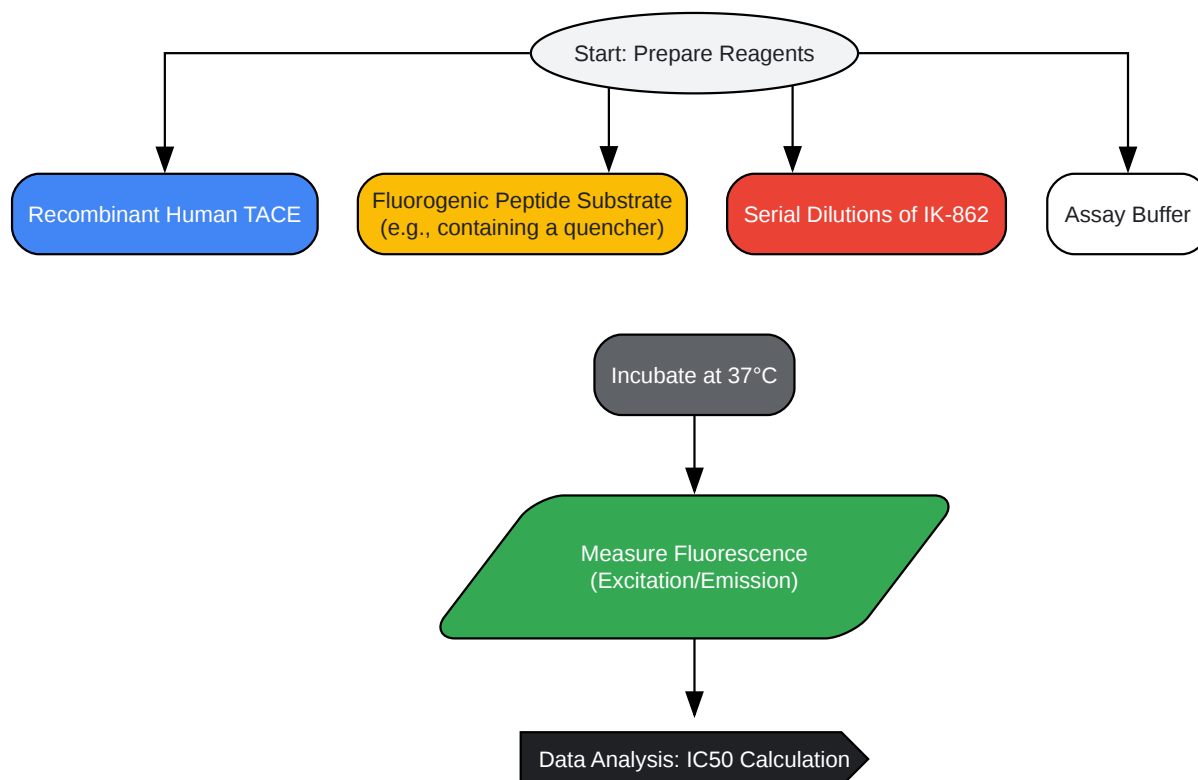 Start: Prepare Reagents
Recombinant Human TACE
Fluorogenic Peptide Substrate
(e.g., containing a quencher)
Serial Dilutions of IK-862
Assay Buffer
Incubate at 37°C
Measure Fluorescence
(Excitation/Emission)
Data Analysis: IC50 Calculation